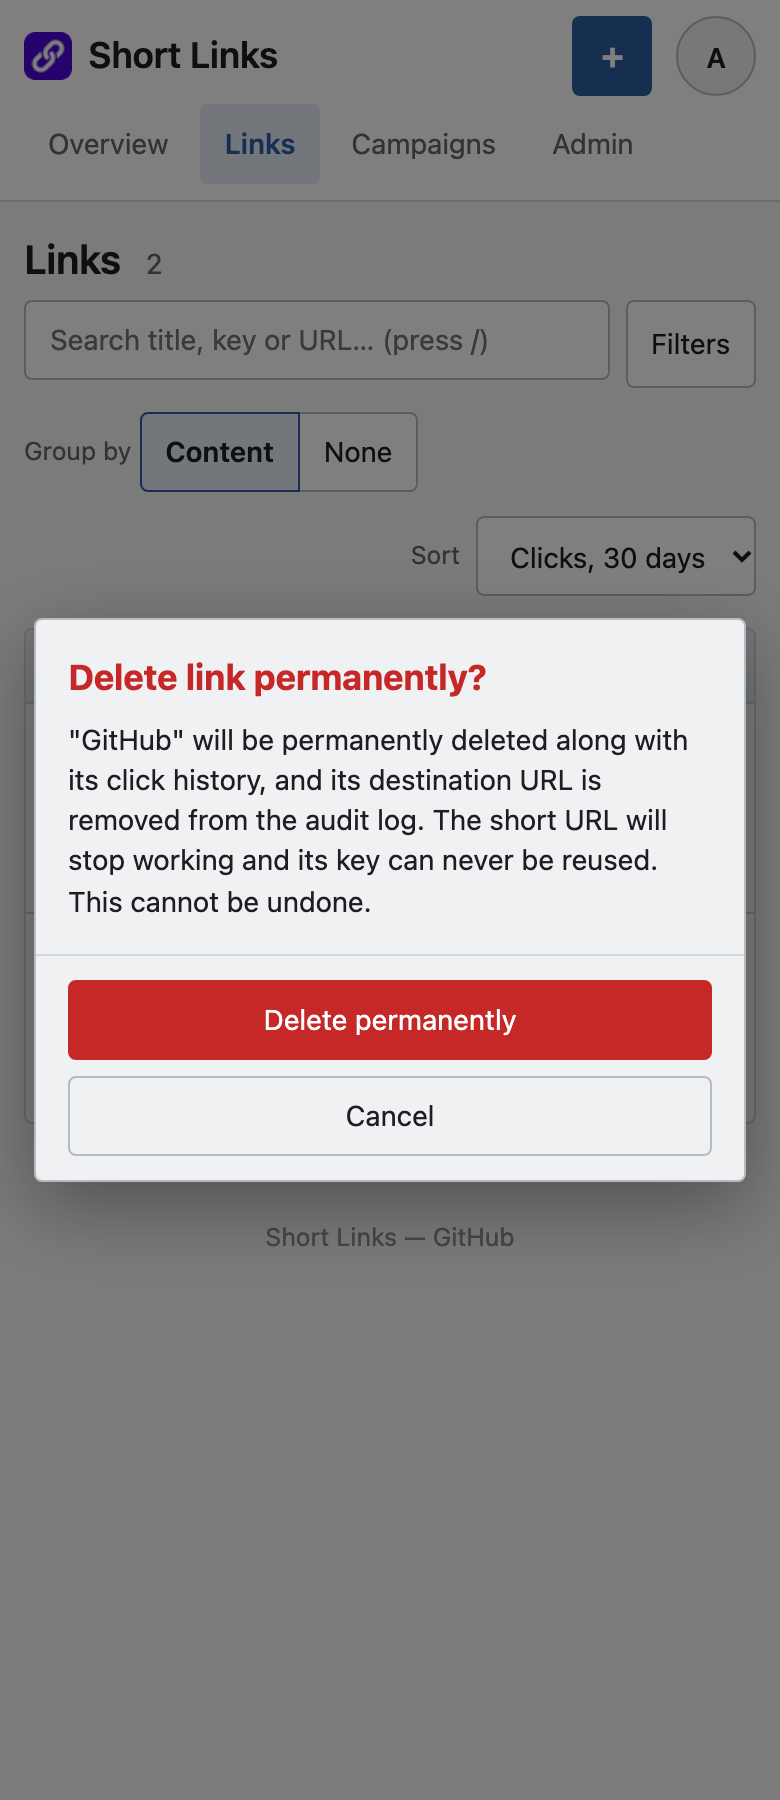 Short Links
+
A
Overview
Links
Campaigns
Admin
Links 2
Search title, key or URL... (press /)
Filters
Group by
Content
None
Sort
Clicks, 30 days
Delete link permanently?
"GitHub" will be permanently deleted along with
its click history, and its destination URL is
removed from the audit log. The short URL will
stop working and its key can never be reused.
This cannot be undone.
Delete permanently
Cancel
Short Links — GitHub